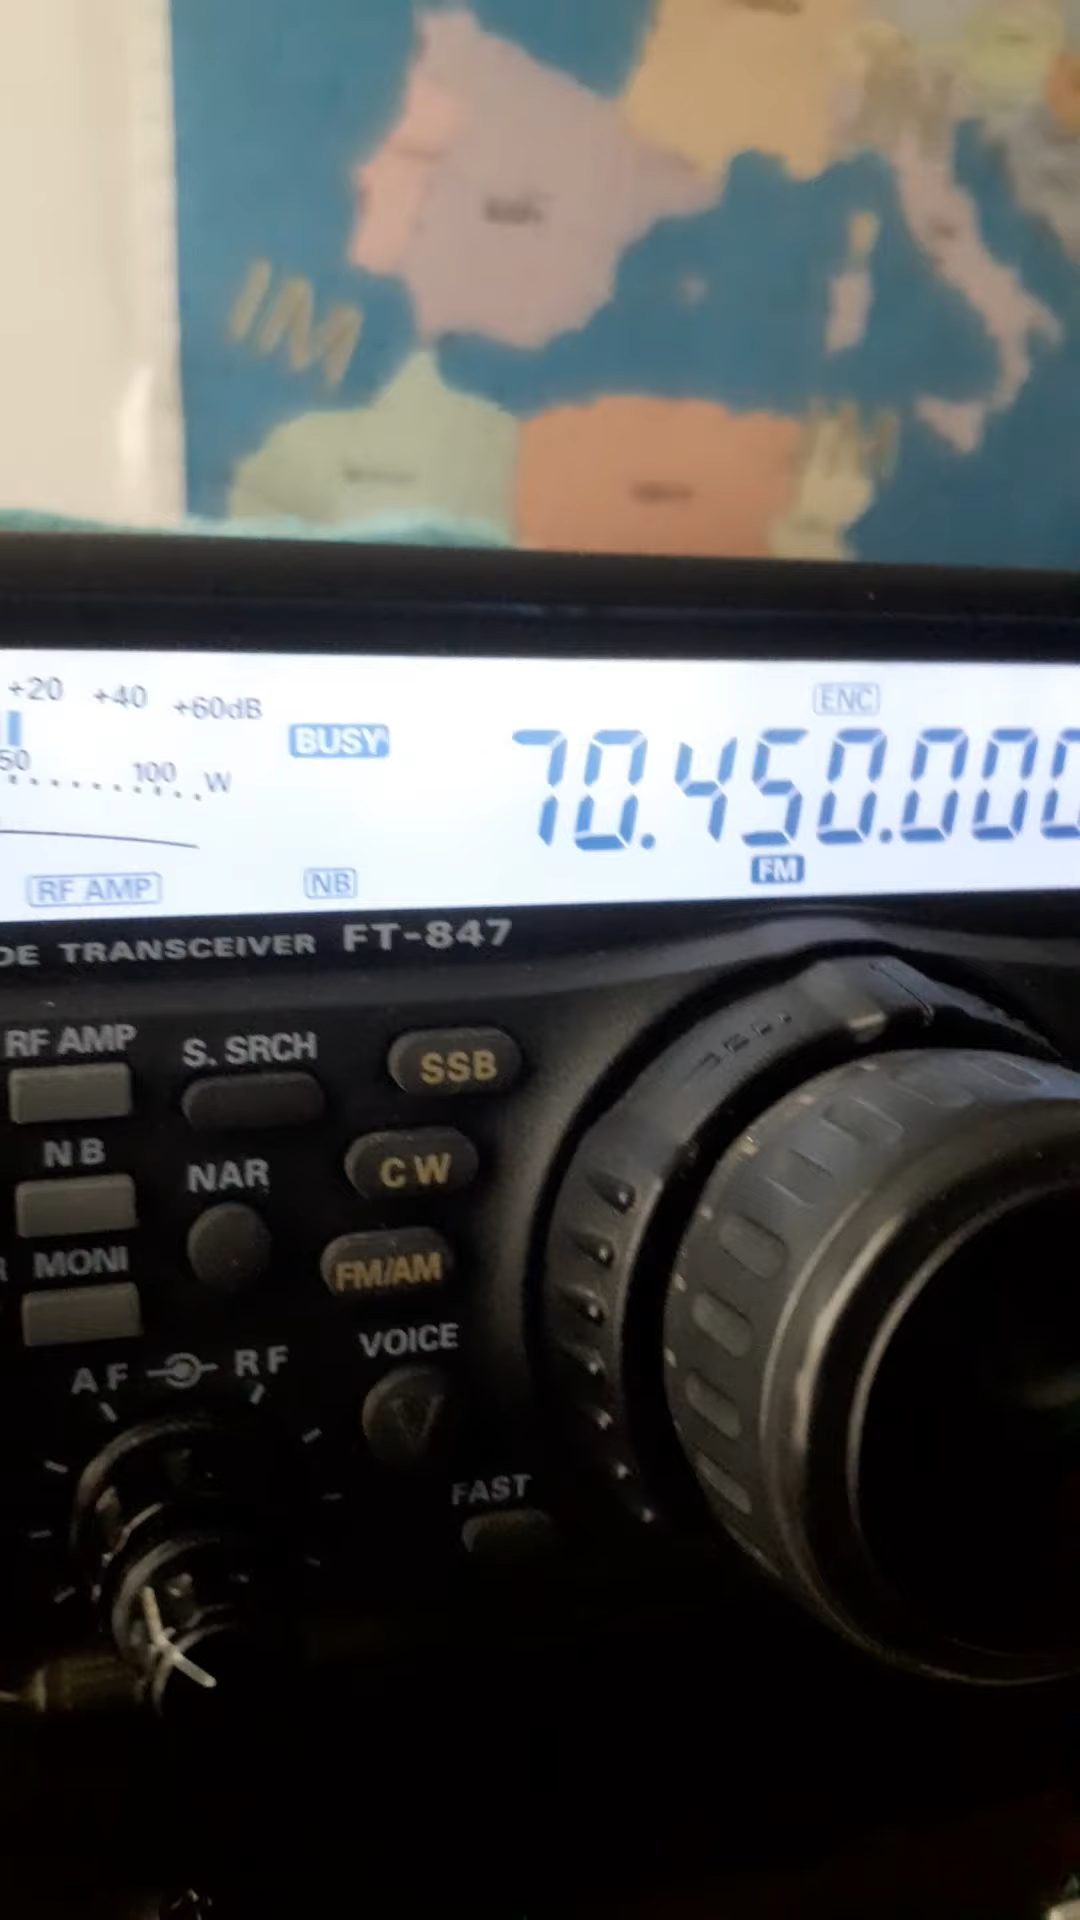 IM
+20 +40 +60dB
BUSY
ENC
70.450.000
50 100 W
FM
RF AMP
NB
DE TRANSCEIVER FT-847
RF AMP
S. SRCH
SSB
NB
NAR
CW
MONI
FM/AM
AF RF
VOICE
FAST